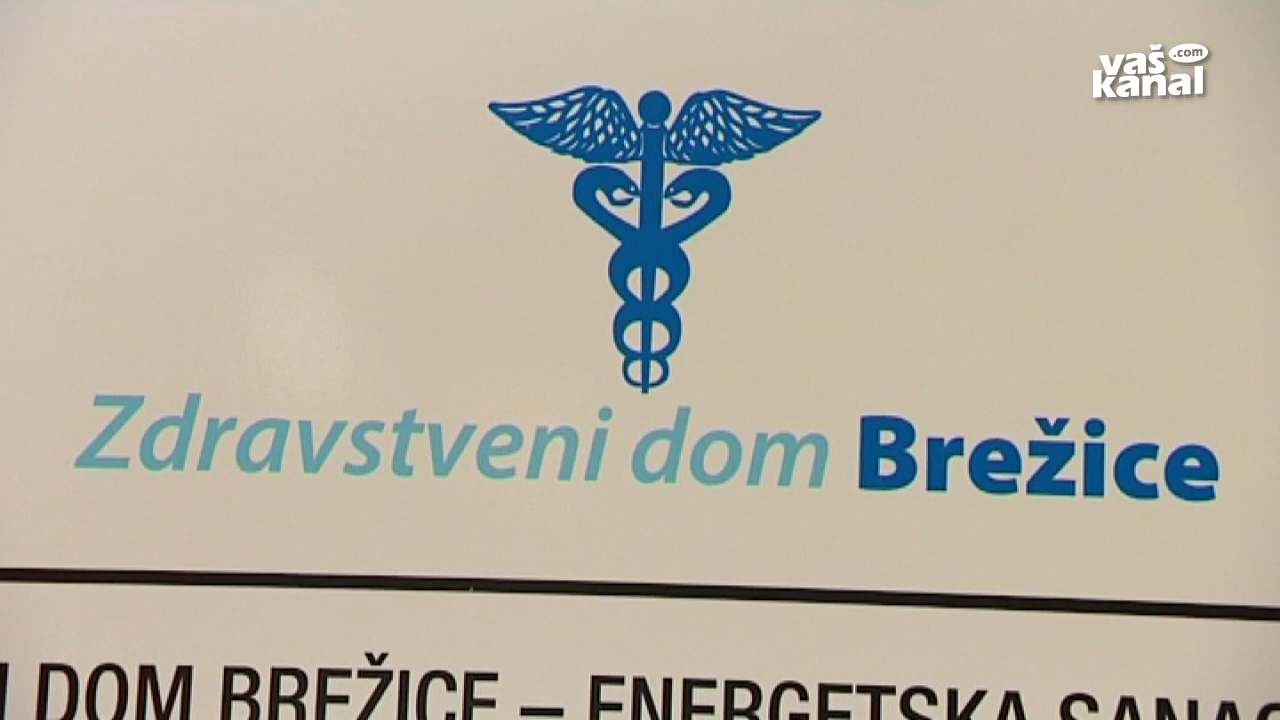 vaš .com
kanal
Zdravstveni dom Brežice
DOM BREŽICE – ENERGETSKA